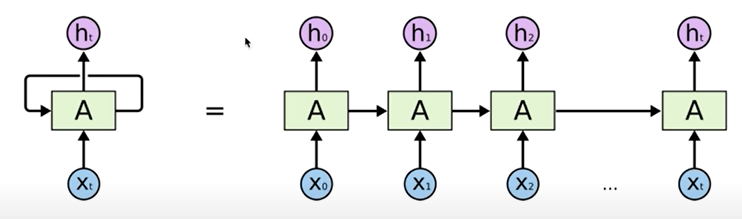 hₜ h₀ h₁ h₂ hₜ
A = A A A A
xₜ x₀ x₁ x₂ ... xₜ